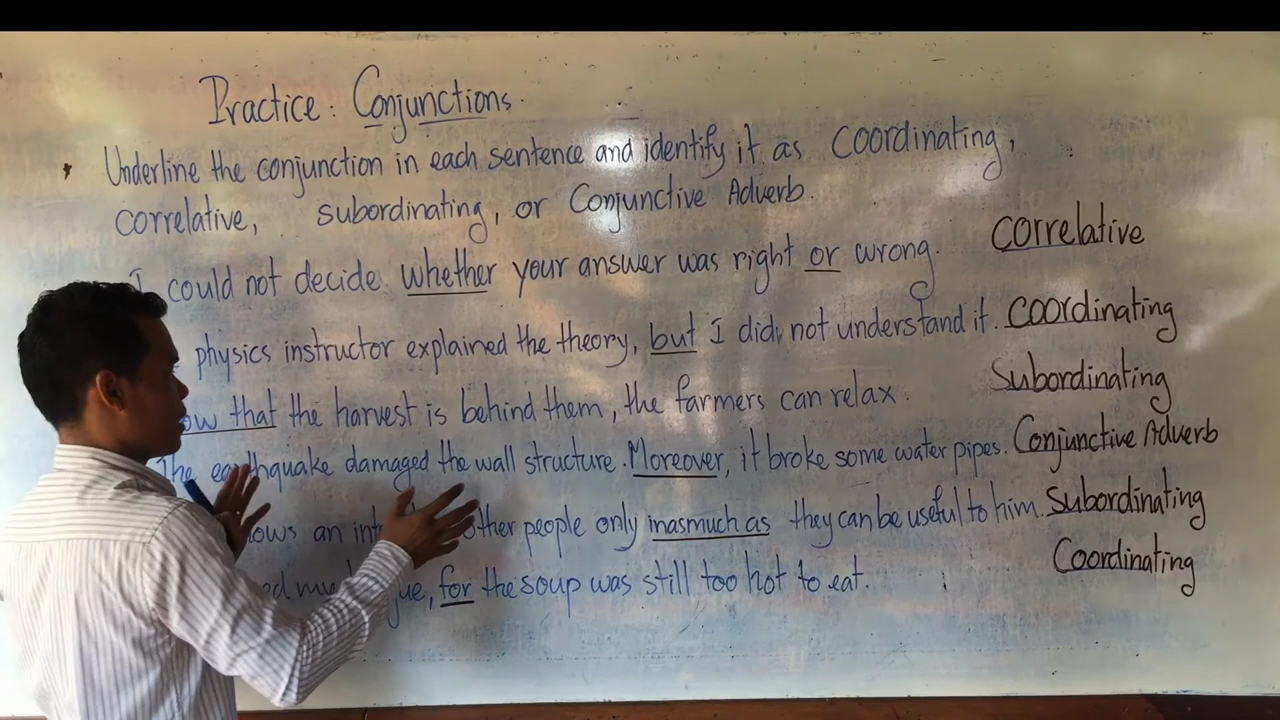 Practice: Conjunctions.
Underline the conjunction in each sentence and identify it as coordinating,
correlative, subordinating, or Conjunctive Adverb.
I could not decide whether your answer was right or wrong. correlative
physics instructor explained the theory, but I did not understand it. coordinating
that the harvest is behind them, the farmers can relax. Subordinating
The earthquake damaged the wall structure. Moreover, it broke some water pipes. Conjunctive Adverb
an other people only inasmuch as they can be useful to him. Subordinating
for the soup was still too hot to eat. Coordinating